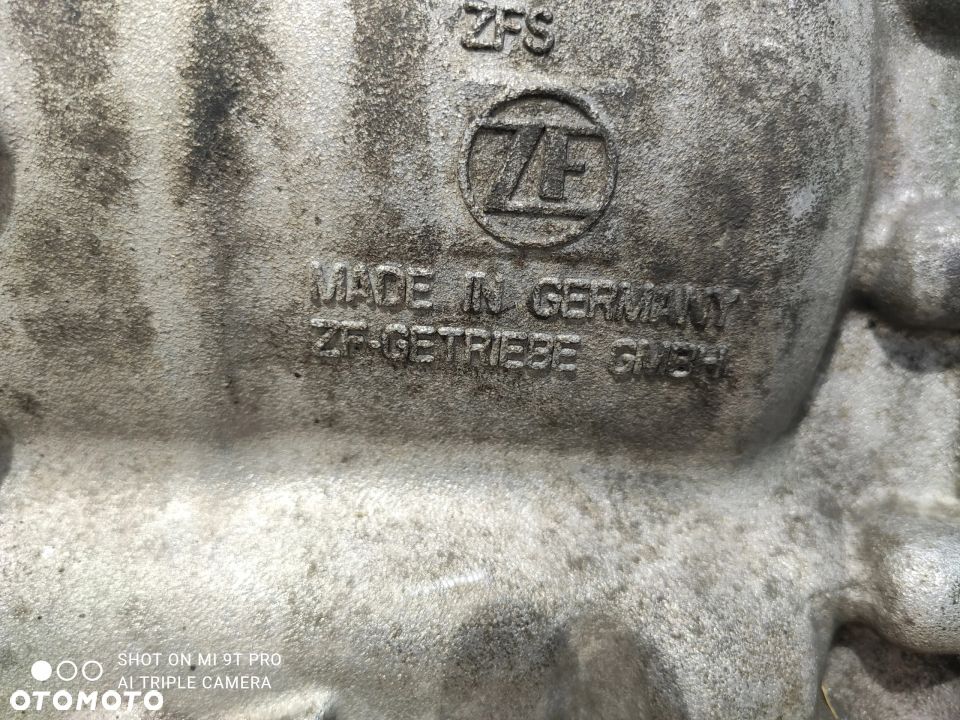 ZFS
ZF
MADE IN GERMANY
ZF-GETRIEBE GMBH.
SHOT ON MI 9T PRO
AI TRIPLE CAMERA
OTOMOTO